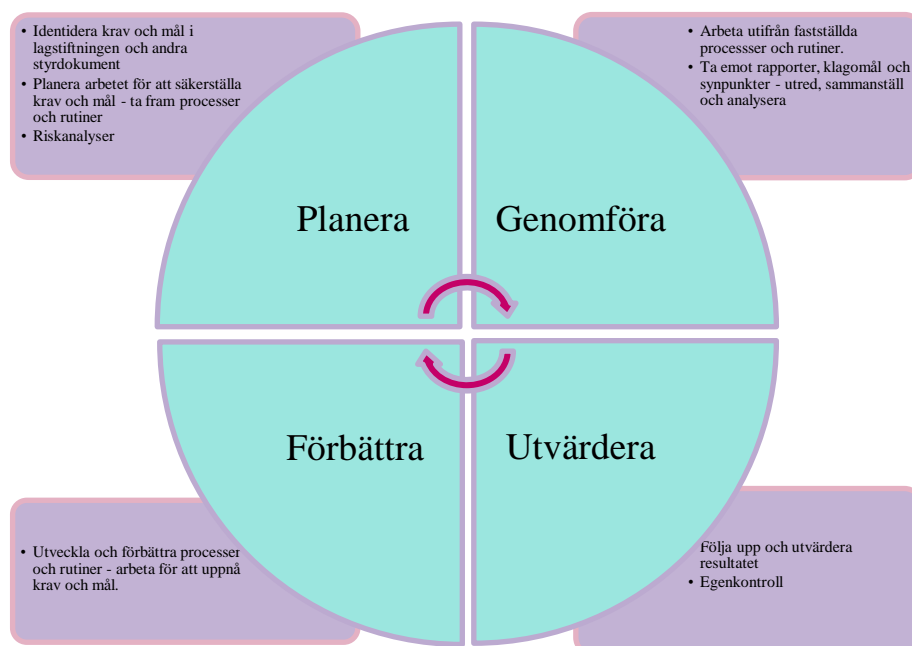 • Identidera krav och mål i
lagstiftningen och andra
styrdokument
• Planera arbetet för att säkerställa
krav och mål - ta fram processer
och rutiner
• Riskanalyser
• Arbeta utifrån fastställda
processser och rutiner.
• Ta emot rapporter, klagomål och
synpunkter - utred, sammanställ
och analysera
Planera
Genomföra
Förbättra
Utvärdera
• Utveckla och förbättra processer
och rutiner - arbeta för att uppnå
krav och mål.
Följa upp och utvärdera
resultatet
• Egenkontroll